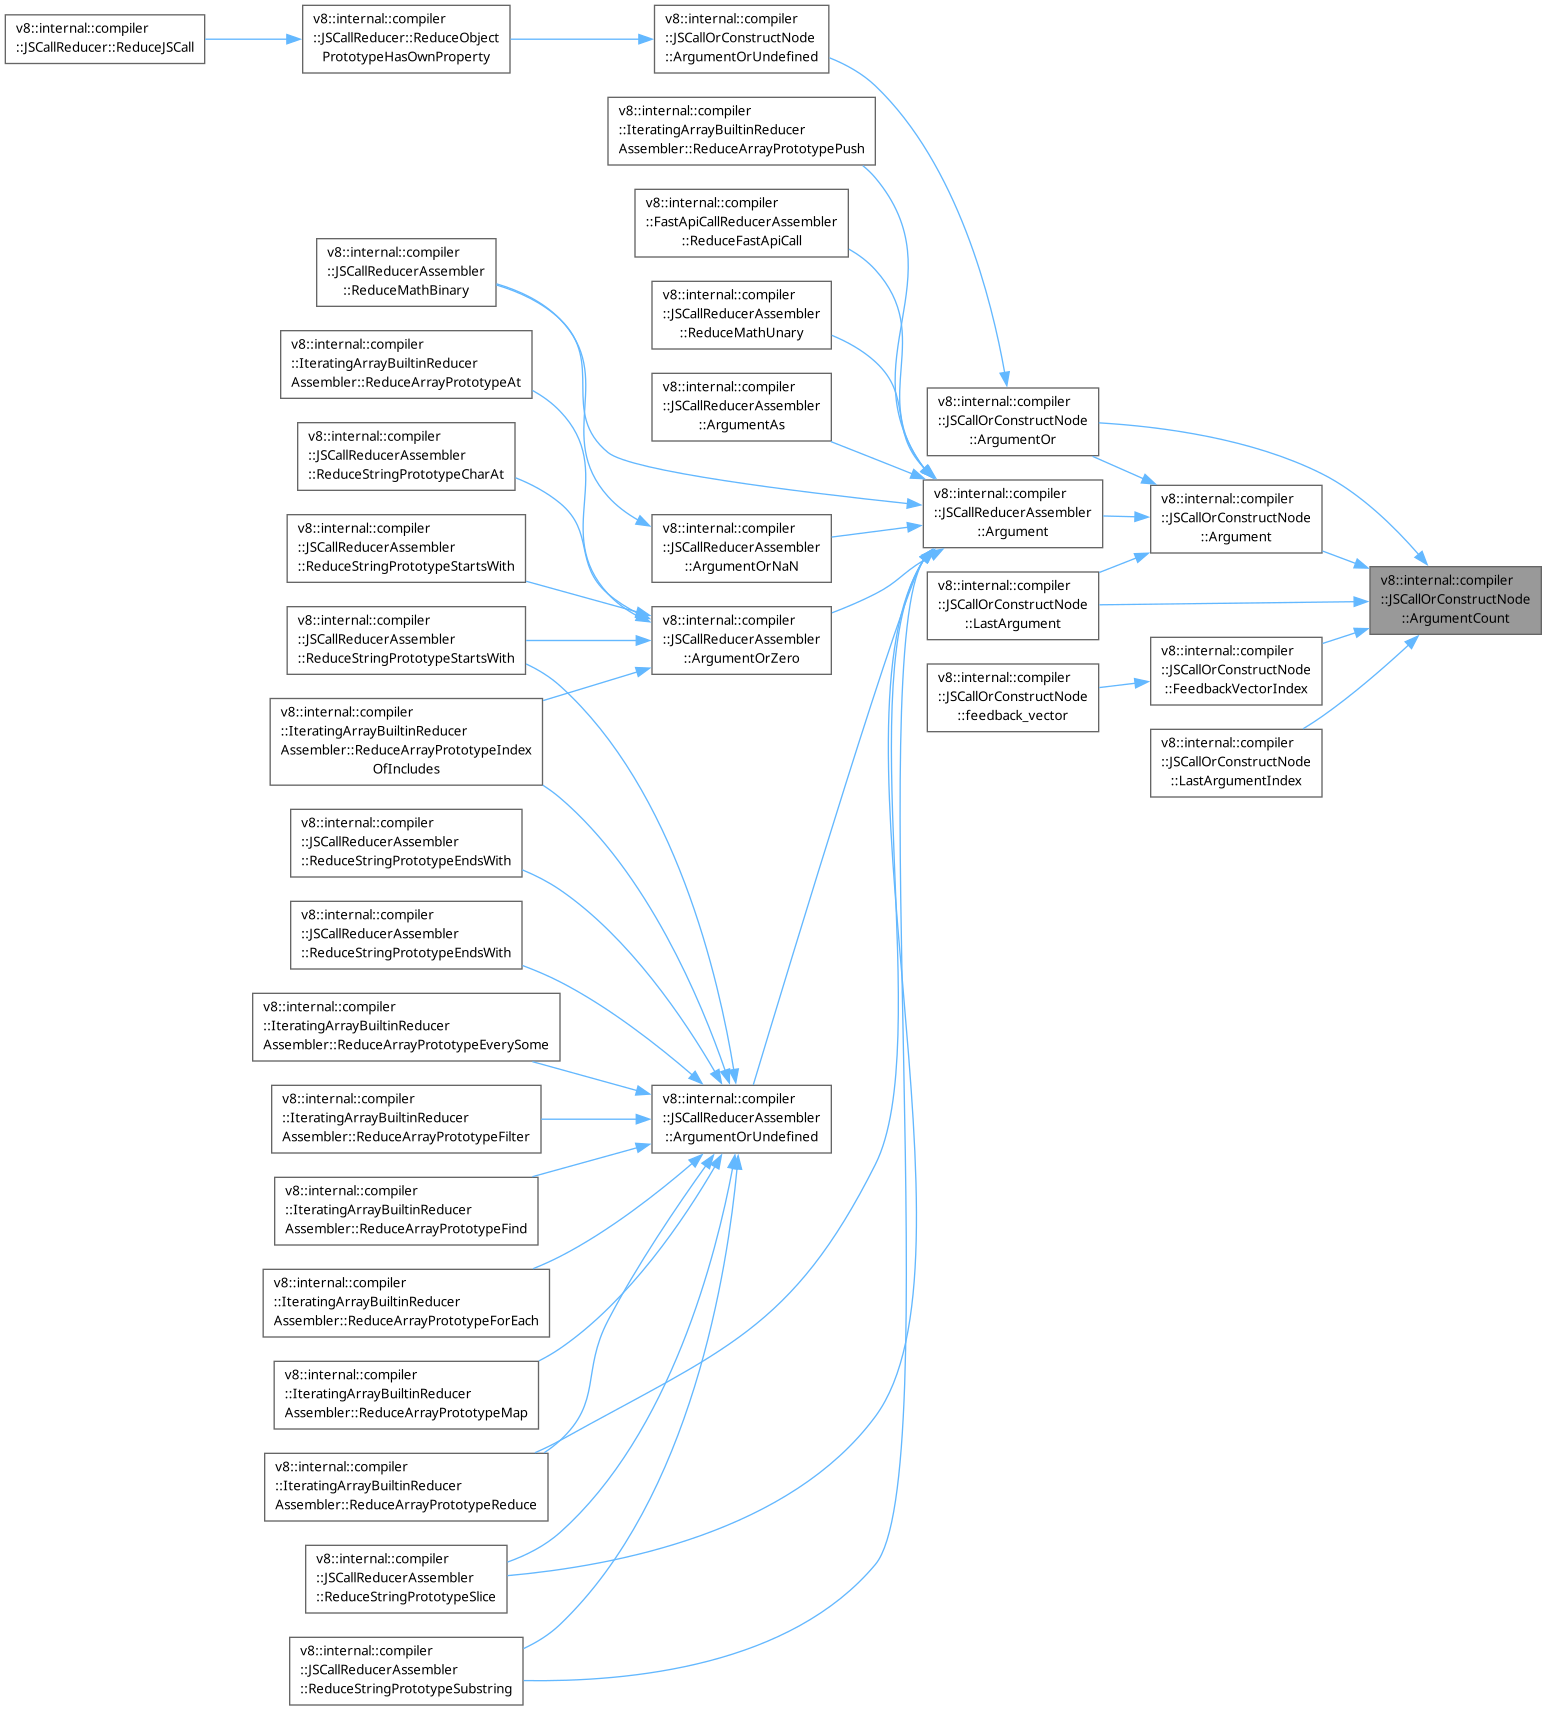 v8::internal::compiler
::JSCallReducer::ReduceJSCall
v8::internal::compiler
::JSCallReducer::ReduceObject
PrototypeHasOwnProperty
v8::internal::compiler
::JSCallOrConstructNode
::ArgumentOrUndefined
v8::internal::compiler
::IteratingArrayBuiltinReducer
Assembler::ReduceArrayPrototypePush
v8::internal::compiler
::FastApiCallReducerAssembler
::ReduceFastApiCall
v8::internal::compiler
::JSCallReducerAssembler
::ReduceMathBinary
v8::internal::compiler
::JSCallReducerAssembler
::ReduceMathUnary
v8::internal::compiler
::IteratingArrayBuiltinReducer
Assembler::ReduceArrayPrototypeAt
v8::internal::compiler
::JSCallReducerAssembler
::ArgumentAs
v8::internal::compiler
::JSCallOrConstructNode
::ArgumentOr
v8::internal::compiler
::JSCallReducerAssembler
::ReduceStringPrototypeCharAt
v8::internal::compiler
::JSCallReducerAssembler
::Argument
v8::internal::compiler
::JSCallOrConstructNode
::Argument
v8::internal::compiler
::JSCallReducerAssembler
::ReduceStringPrototypeStartsWith
v8::internal::compiler
::JSCallReducerAssembler
::ArgumentOrNaN
v8::internal::compiler
::JSCallOrConstructNode
::LastArgument
v8::internal::compiler
::JSCallOrConstructNode
::ArgumentCount
v8::internal::compiler
::JSCallReducerAssembler
::ReduceStringPrototypeStartsWith
v8::internal::compiler
::JSCallReducerAssembler
::ArgumentOrZero
v8::internal::compiler
::JSCallOrConstructNode
::FeedbackVectorIndex
v8::internal::compiler
::JSCallOrConstructNode
::feedback_vector
v8::internal::compiler
::IteratingArrayBuiltinReducer
Assembler::ReduceArrayPrototypeIndex
OfIncludes
v8::internal::compiler
::JSCallOrConstructNode
::LastArgumentIndex
v8::internal::compiler
::JSCallReducerAssembler
::ReduceStringPrototypeEndsWith
v8::internal::compiler
::JSCallReducerAssembler
::ReduceStringPrototypeEndsWith
v8::internal::compiler
::IteratingArrayBuiltinReducer
Assembler::ReduceArrayPrototypeEverySome
v8::internal::compiler
::IteratingArrayBuiltinReducer
Assembler::ReduceArrayPrototypeFilter
v8::internal::compiler
::JSCallReducerAssembler
::ArgumentOrUndefined
v8::internal::compiler
::IteratingArrayBuiltinReducer
Assembler::ReduceArrayPrototypeFind
v8::internal::compiler
::IteratingArrayBuiltinReducer
Assembler::ReduceArrayPrototypeForEach
v8::internal::compiler
::IteratingArrayBuiltinReducer
Assembler::ReduceArrayPrototypeMap
v8::internal::compiler
::IteratingArrayBuiltinReducer
Assembler::ReduceArrayPrototypeReduce
v8::internal::compiler
::JSCallReducerAssembler
::ReduceStringPrototypeSlice
v8::internal::compiler
::JSCallReducerAssembler
::ReduceStringPrototypeSubstring